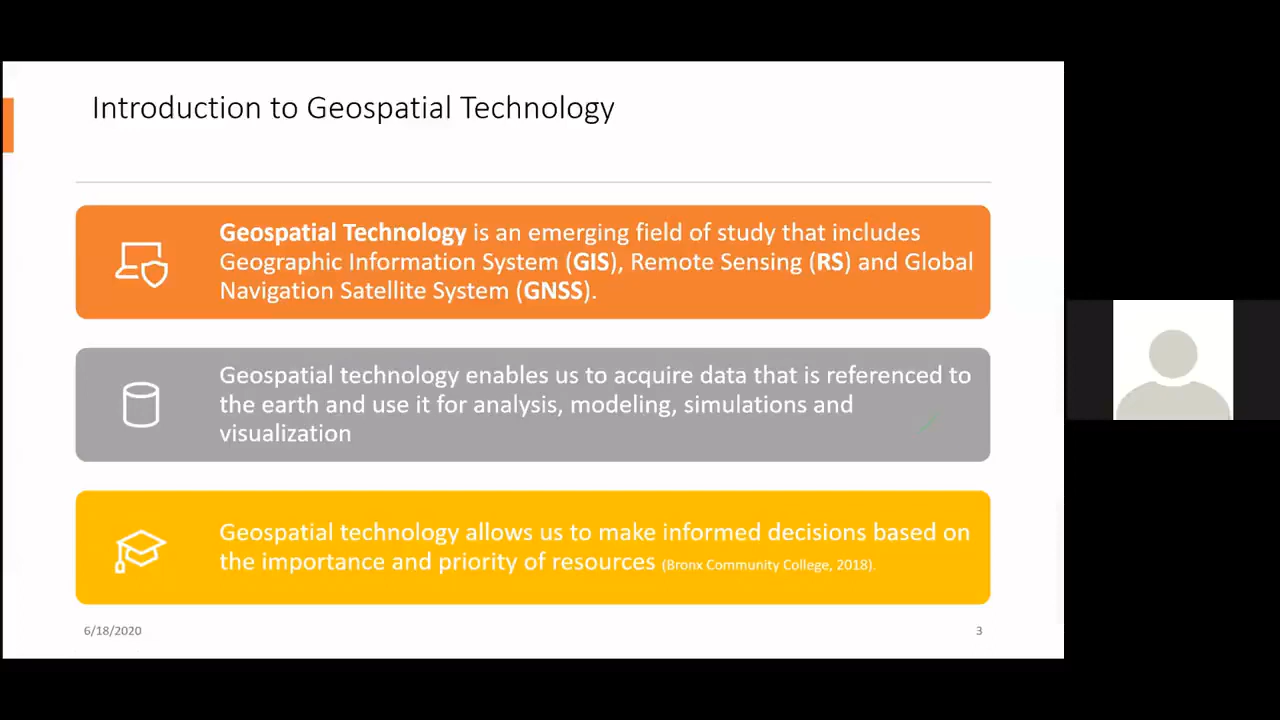 Introduction to Geospatial Technology
Geospatial Technology is an emerging field of study that includes
Geographic Information System (GIS), Remote Sensing (RS) and Global
Navigation Satellite System (GNSS).
Geospatial technology enables us to acquire data that is referenced to
the earth and use it for analysis, modeling, simulations and
visualization
Geospatial technology allows us to make informed decisions based on
the importance and priority of resources (Bronx Community College, 2018).
6/18/2020
3